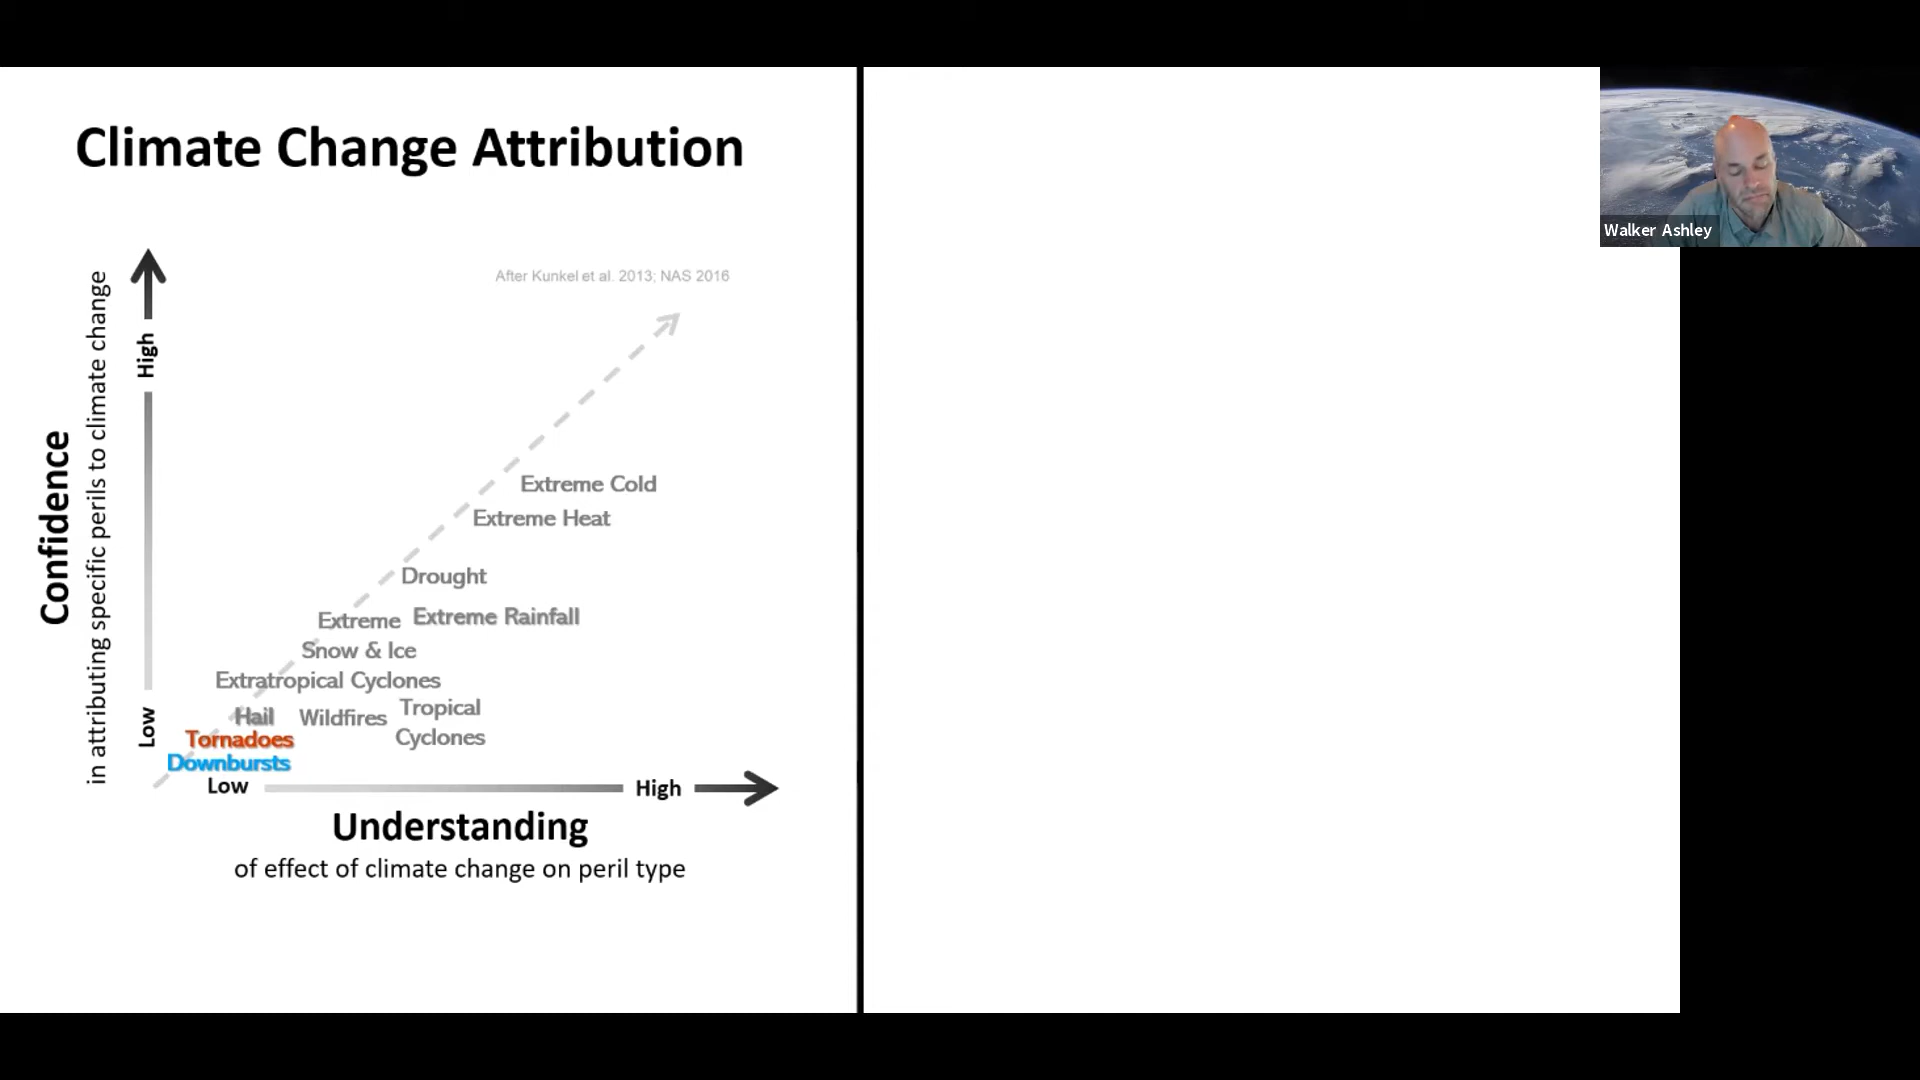 Climate Change Attribution
After Kunkel et al. 2013; NAS 2016
Confidence
in attributing specific perils to climate change
High
Low
Extreme Cold
Extreme Heat
Drought
Extreme Rainfall
Extreme
Snow & Ice
Extratropical Cyclones
Hail
Wildfires
Tropical
Cyclones
Tornadoes
Downbursts
Low
High
Understanding
of effect of climate change on peril type
Walker Ashley